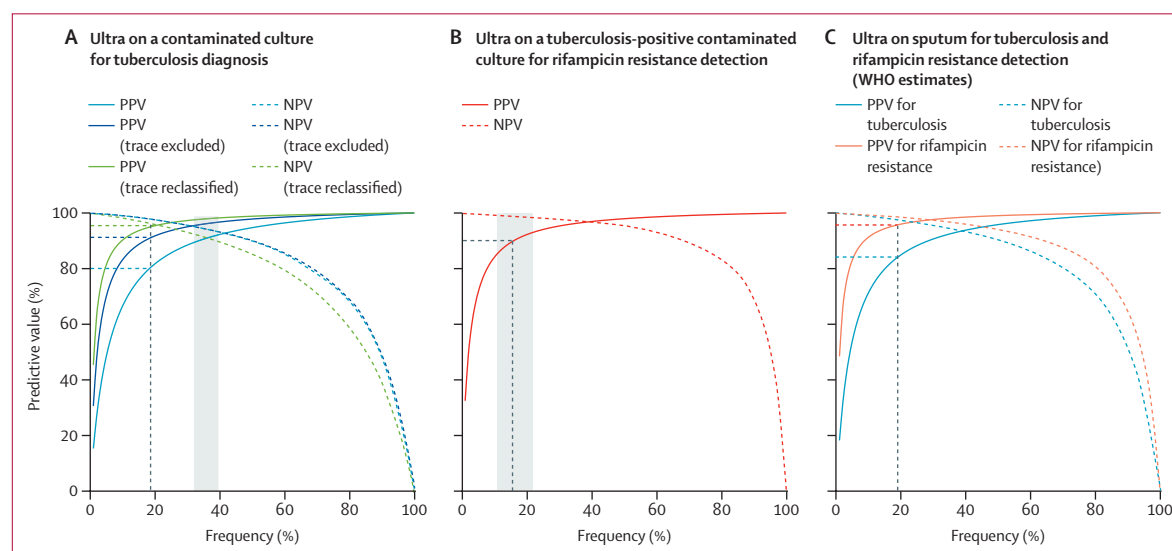 A Ultra on a contaminated culture
for tuberculosis diagnosis
PPV
NPV
PPV
(trace excluded)
NPV
(trace excluded)
PPV
(trace reclassified)
NPV
(trace reclassified)
Predictive value (%)
100
80
60
40
20
0
0
20
40
60
80
100
Frequency (%)
B Ultra on a tuberculosis-positive contaminated
culture for rifampicin resistance detection
PPV
NPV
0
20
40
60
80
100
Frequency (%)
C Ultra on sputum for tuberculosis and
rifampicin resistance detection
(WHO estimates)
PPV for
tuberculosis
NPV for
tuberculosis
PPV for rifampicin
resistance
NPV for rifampicin
resistance)
0
20
40
60
80
100
Frequency (%)